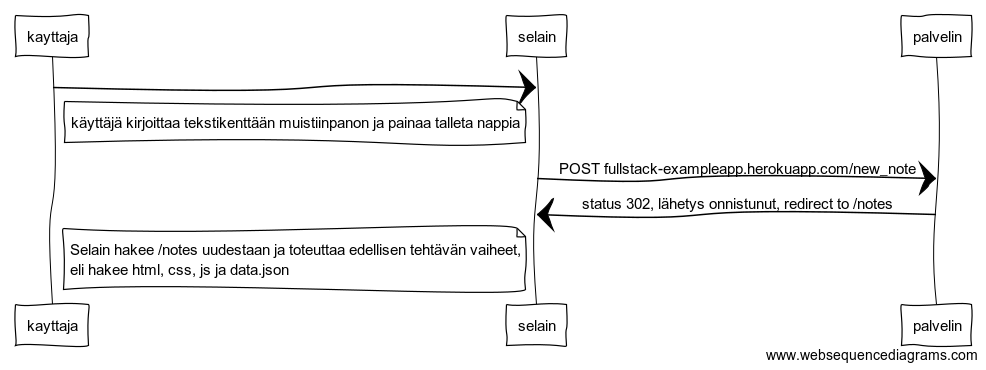 kayttaja
selain
palvelin
käyttäjä kirjoittaa tekstikenttään muistiinpanon ja painaa talleta nappia
POST fullstack-exampleapp.herokuapp.com/new_note
status 302, lähetys onnistunut, redirect to /notes
Selain hakee /notes uudestaan ja toteuttaa edellisen tehtävän vaiheet,
eli hakee html, css, js ja data.json
kayttaja
selain
palvelin
www.websequencediagrams.com